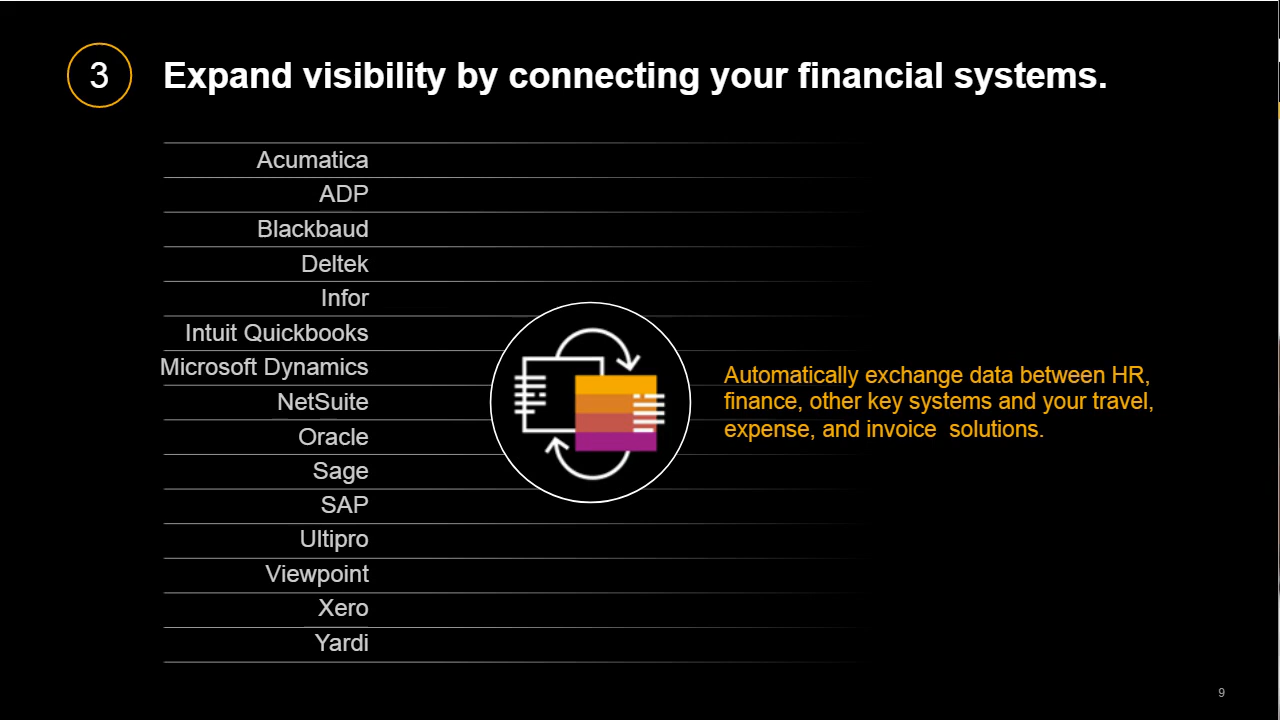 3
Expand visibility by connecting your financial systems.
Acumatica
ADP
Blackbaud
Deltek
Infor
Intuit Quickbooks
Microsoft Dynamics
NetSuite
Oracle
Sage
SAP
Ultipro
Viewpoint
Xero
Yardi
Automatically exchange data between HR,
finance, other key systems and your travel,
expense, and invoice  solutions.
9